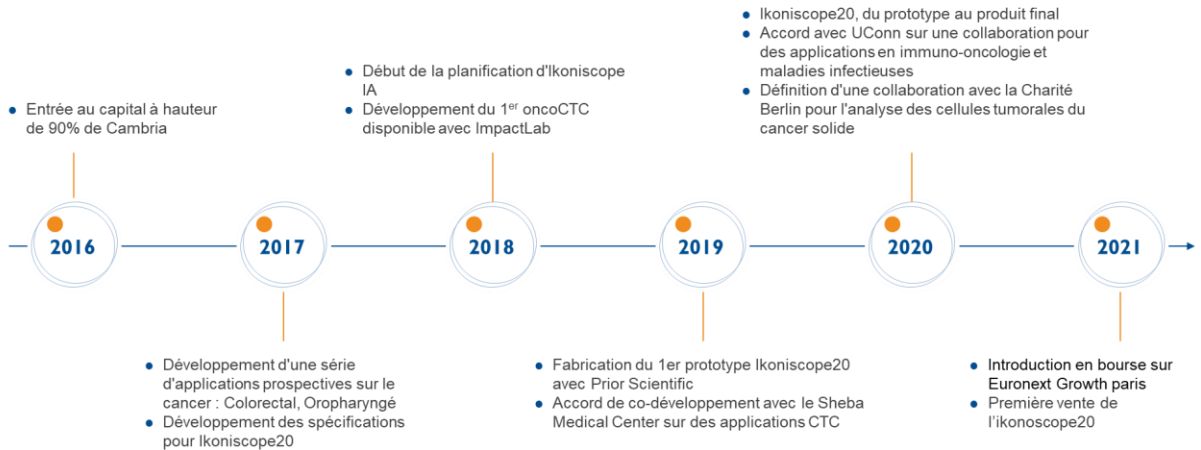 • Entrée au capital à hauteur
de 90% de Cambria
• Début de la planification d'Ikoniscope
IA
• Développement du 1er oncoCTC
disponible avec ImpactLab
• Ikoniscope20, du prototype au produit final
• Accord avec UConn sur une collaboration pour
des applications en immuno-oncologie et
maladies infectieuses
• Définition d'une collaboration avec la Charité
Berlin pour l'analyse des cellules tumorales du
cancer solide
2016
2017
2018
2019
2020
2021
• Développement d'une série
d'applications prospectives sur le
cancer : Colorectal, Oropharyngé
• Développement des spécifications
pour Ikoniscope20
• Fabrication du 1er prototype Ikoniscope20
avec Prior Scientific
• Accord de co-développement avec le Sheba
Medical Center sur des applications CTC
• Introduction en bourse sur
Euronext Growth paris
• Première vente de
l'ikonoscope20